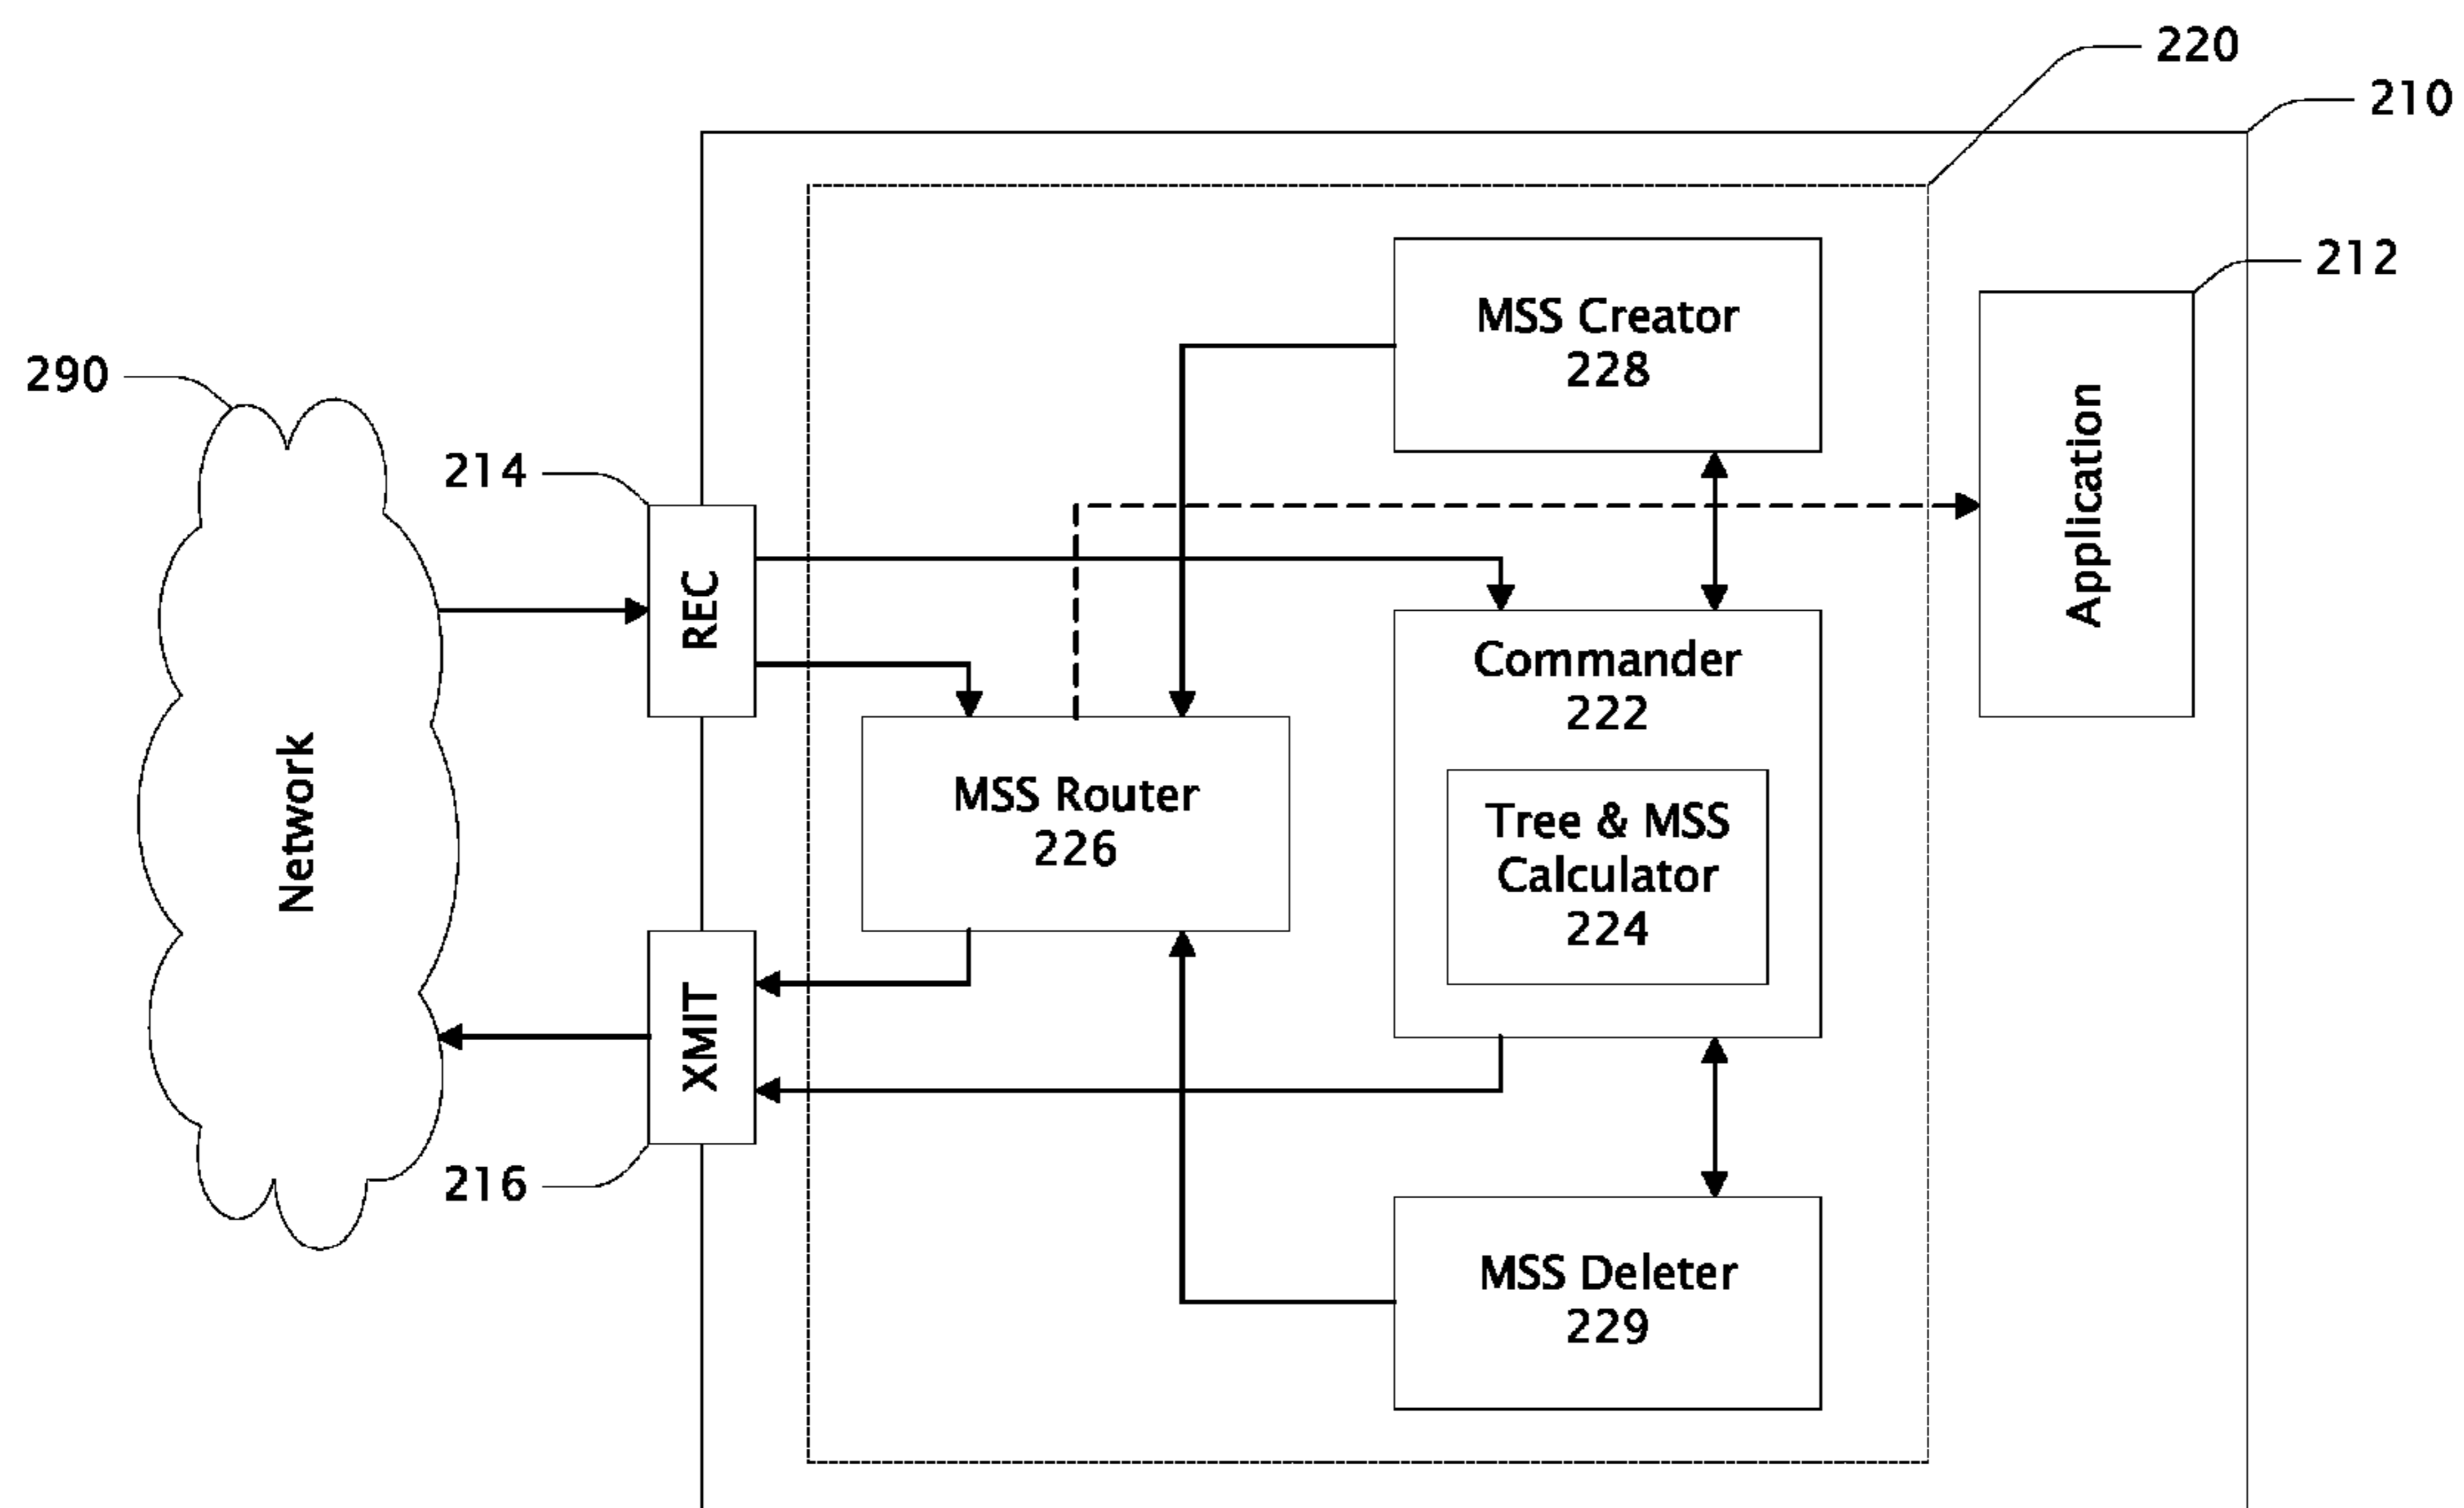 220
210
212
MSS Creator
228
290
214
Application
REC
Commander
222
Network
MSS Router
226
Tree & MSS
Calculator
224
XMIT
216
MSS Deleter
229